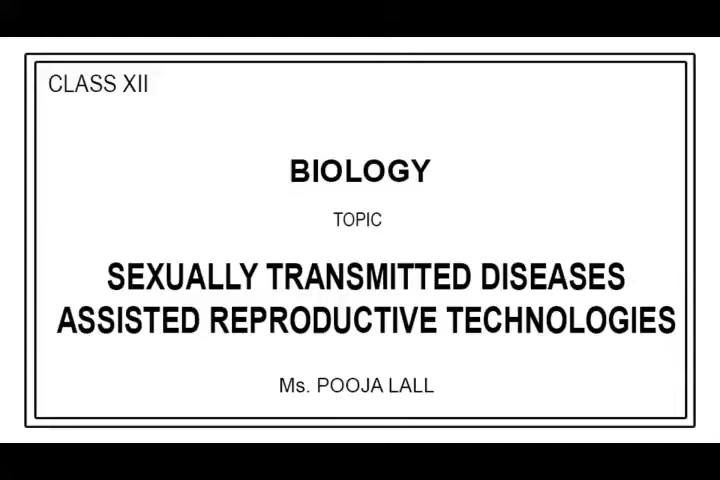 CLASS XII
BIOLOGY
TOPIC
SEXUALLY TRANSMITTED DISEASES
ASSISTED REPRODUCTIVE TECHNOLOGIES
Ms. POOJA LALL